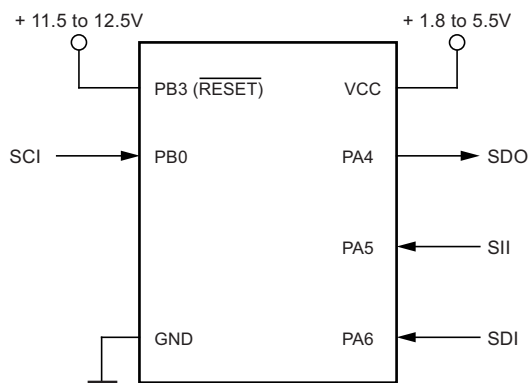 + 11.5 to 12.5V
+ 1.8 to 5.5V
PB3 (RESET)
VCC
SCI
PB0
PA4
SDO
PA5
SII
GND
PA6
SDI